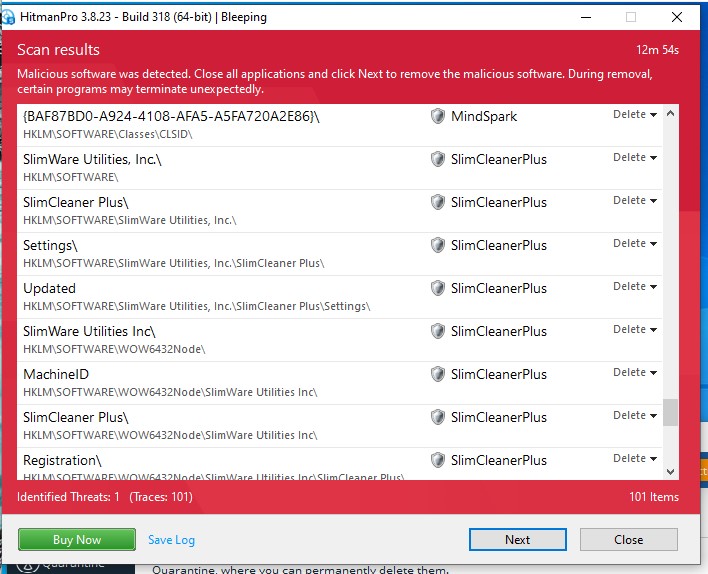 HitmanPro 3.8.23 - Build 318 (64-bit) | Bleeping
Scan results
12m 54s
Malicious software was detected. Close all applications and click Next to remove the malicious software. During removal,
certain programs may terminate unexpectedly.
{BAF87BD0-A924-4108-AFA5-A5FA720A2E86}\ MindSpark Delete
HKLM\SOFTWARE\Classes\CLSID\
SlimWare Utilities, Inc.\ SlimCleanerPlus Delete
HKLM\SOFTWARE\
SlimCleaner Plus\ SlimCleanerPlus Delete
HKLM\SOFTWARE\SlimWare Utilities, Inc.\
Settings\ SlimCleanerPlus Delete
HKLM\SOFTWARE\SlimWare Utilities, Inc.\SlimCleaner Plus\
Updated SlimCleanerPlus Delete
HKLM\SOFTWARE\SlimWare Utilities, Inc.\SlimCleaner Plus\Settings\
SlimWare Utilities Inc\ SlimCleanerPlus Delete
HKLM\SOFTWARE\WOW6432Node\
MachineID SlimCleanerPlus Delete
HKLM\SOFTWARE\WOW6432Node\SlimWare Utilities Inc\
SlimCleaner Plus\ SlimCleanerPlus Delete
HKLM\SOFTWARE\WOW6432Node\SlimWare Utilities Inc\
Registration\ SlimCleanerPlus Delete
HKLM\SOFTWARE\WOW6432Node\SlimWare Utilities Inc\SlimCleaner Plus\
Identified Threats: 1 (Traces: 101)
101 Items
Buy Now
Save Log
Next
Close
Quarantine
Quarantine, where you can permanently delete them.